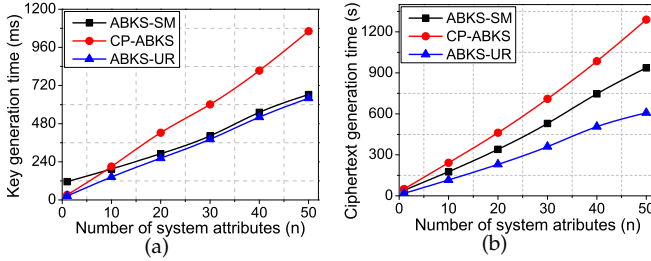 ABKS-SM
CP-ABKS
ABKS-UR
Key generation time (ms)
1200
960
720
480
240
0
0 10 20 30 40 50
Number of system attributes (n)
(a)
ABKS-SM
CP-ABKS
ABKS-UR
Ciphertext generation time (s)
1200
900
600
300
0
0 10 20 30 40 50
Number of system attributes (n)
(b)